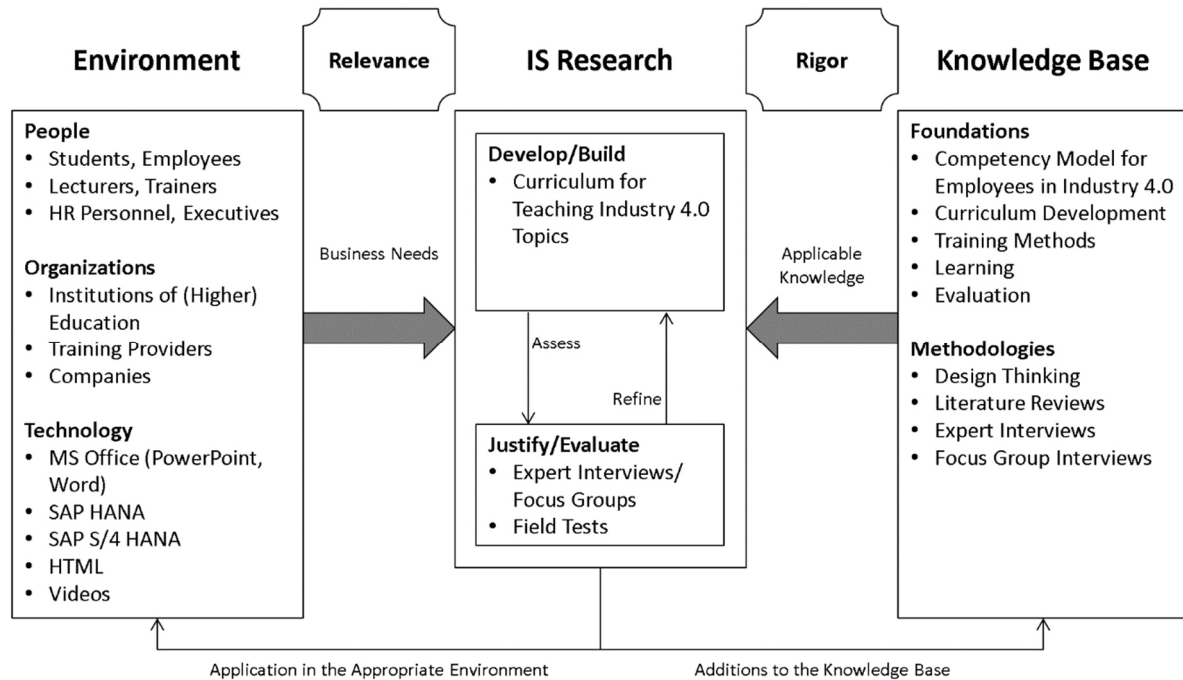 Environment
Relevance
IS Research
Rigor
Knowledge Base
People
• Students, Employees
• Lecturers, Trainers
• HR Personnel, Executives
Organizations
• Institutions of (Higher)
Education
• Training Providers
• Companies
Technology
• MS Office (PowerPoint,
Word)
• SAP HANA
• SAP S/4 HANA
• HTML
• Videos
Business Needs
Develop/Build
• Curriculum for
Teaching Industry 4.0
Topics
Assess
Refine
Justify/Evaluate
• Expert Interviews/
Focus Groups
• Field Tests
Applicable
Knowledge
Foundations
• Competency Model for
Employees in Industry 4.0
• Curriculum Development
• Training Methods
• Learning
• Evaluation
Methodologies
• Design Thinking
• Literature Reviews
• Expert Interviews
• Focus Group Interviews
Application in the Appropriate Environment
Additions to the Knowledge Base